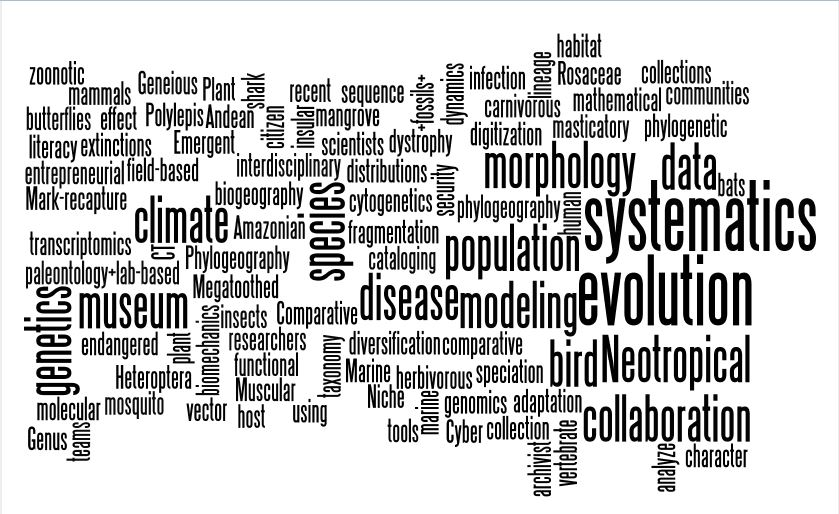 habitat
zoonotic
mammals
Geneious
Plant
shark
recent
sequence
+fossils+
dynamics
infection
lineage
Rosaceae
collections
carnivorous
mathematical
communities
butterflies
effect
Polylepis
Andean
citizen
insular
mangrove
digitization
masticatory
phylogenetic
literacy
extinctions
Emergent
scientists
dystrophy
entrepreneurial
field-based
interdisciplinary
distributions
security
morphology
data
bats
Mark-recapture
biogeography
species
cytogenetics
phylogeography
human
systematics
climate
Amazonian
fragmentation
population
transcriptomics
CT
Phylogeography
cataloging
paleontology+lab-based
Megatoothed
genetics
museum
insects
Comparative
disease
modeling
evolution
endangered
plant
biomechanics
researchers
taxonomy
diversification
comparative
functional
bird
Neotropical
Heteroptera
Muscular
Marine
herbivorous
speciation
molecular
mosquito
vector
host
using
Niche
marine
genomics
adaptation
collaboration
Genus
teams
tools
Cyber
collection
archivist
vertebrate
analyze
character